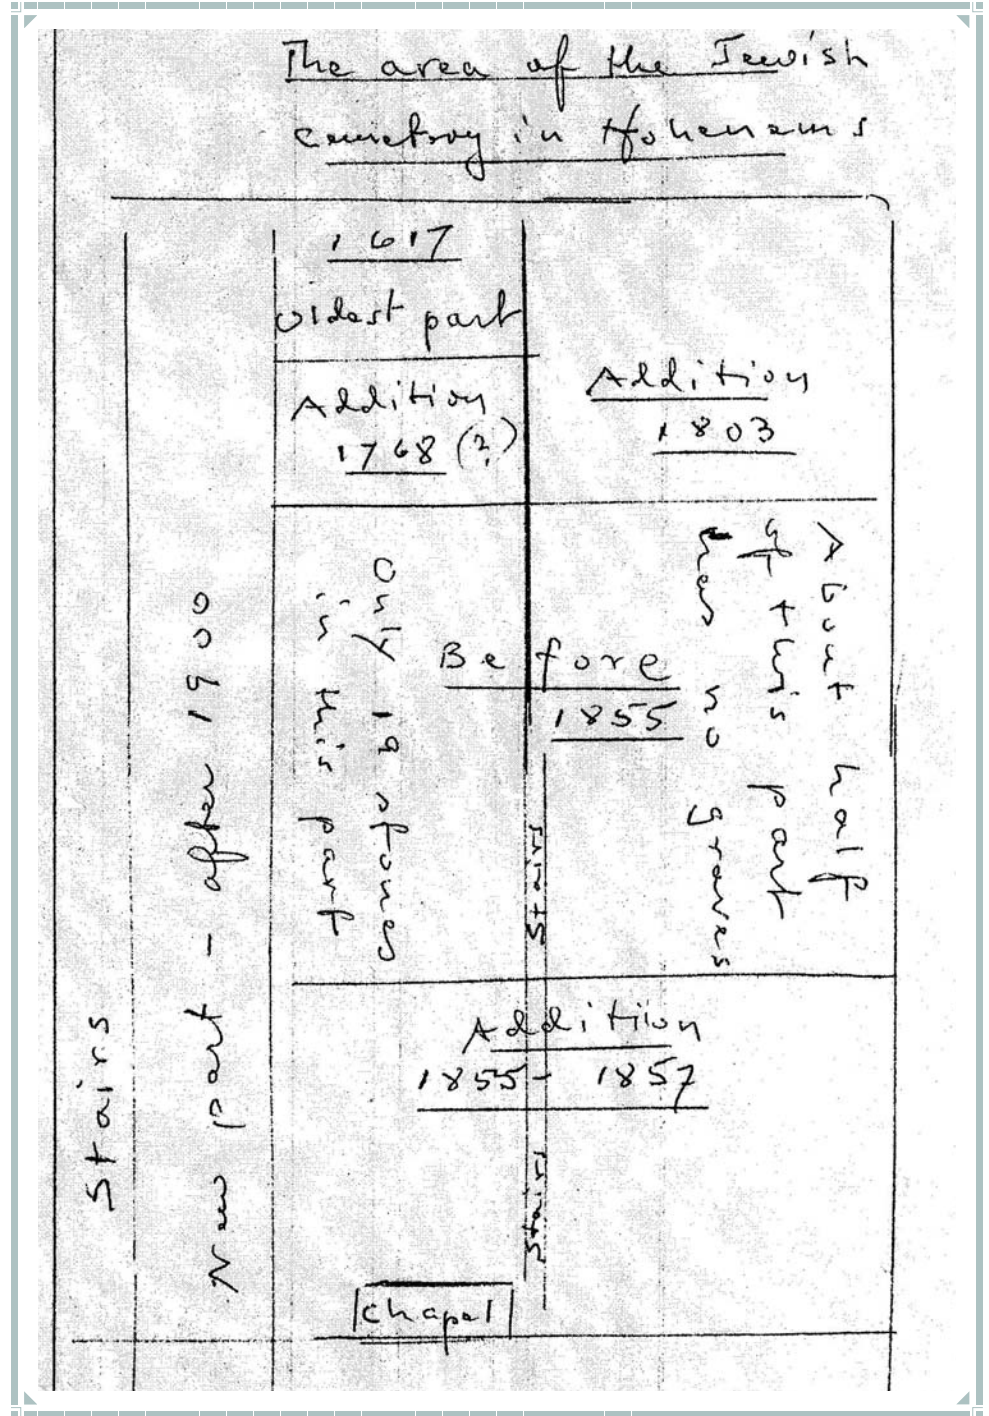 The area of the Jewish
cemetroy in Hohenems
1617
oldest part
Addition
1768 (?)
Addition
1803
Only 19 stones
in this part
Before
1855
About half
of this part
has no graves
Stairs
Addition
1855 - 1857
Stairs
Chapel
New part - after 1900
Stairs